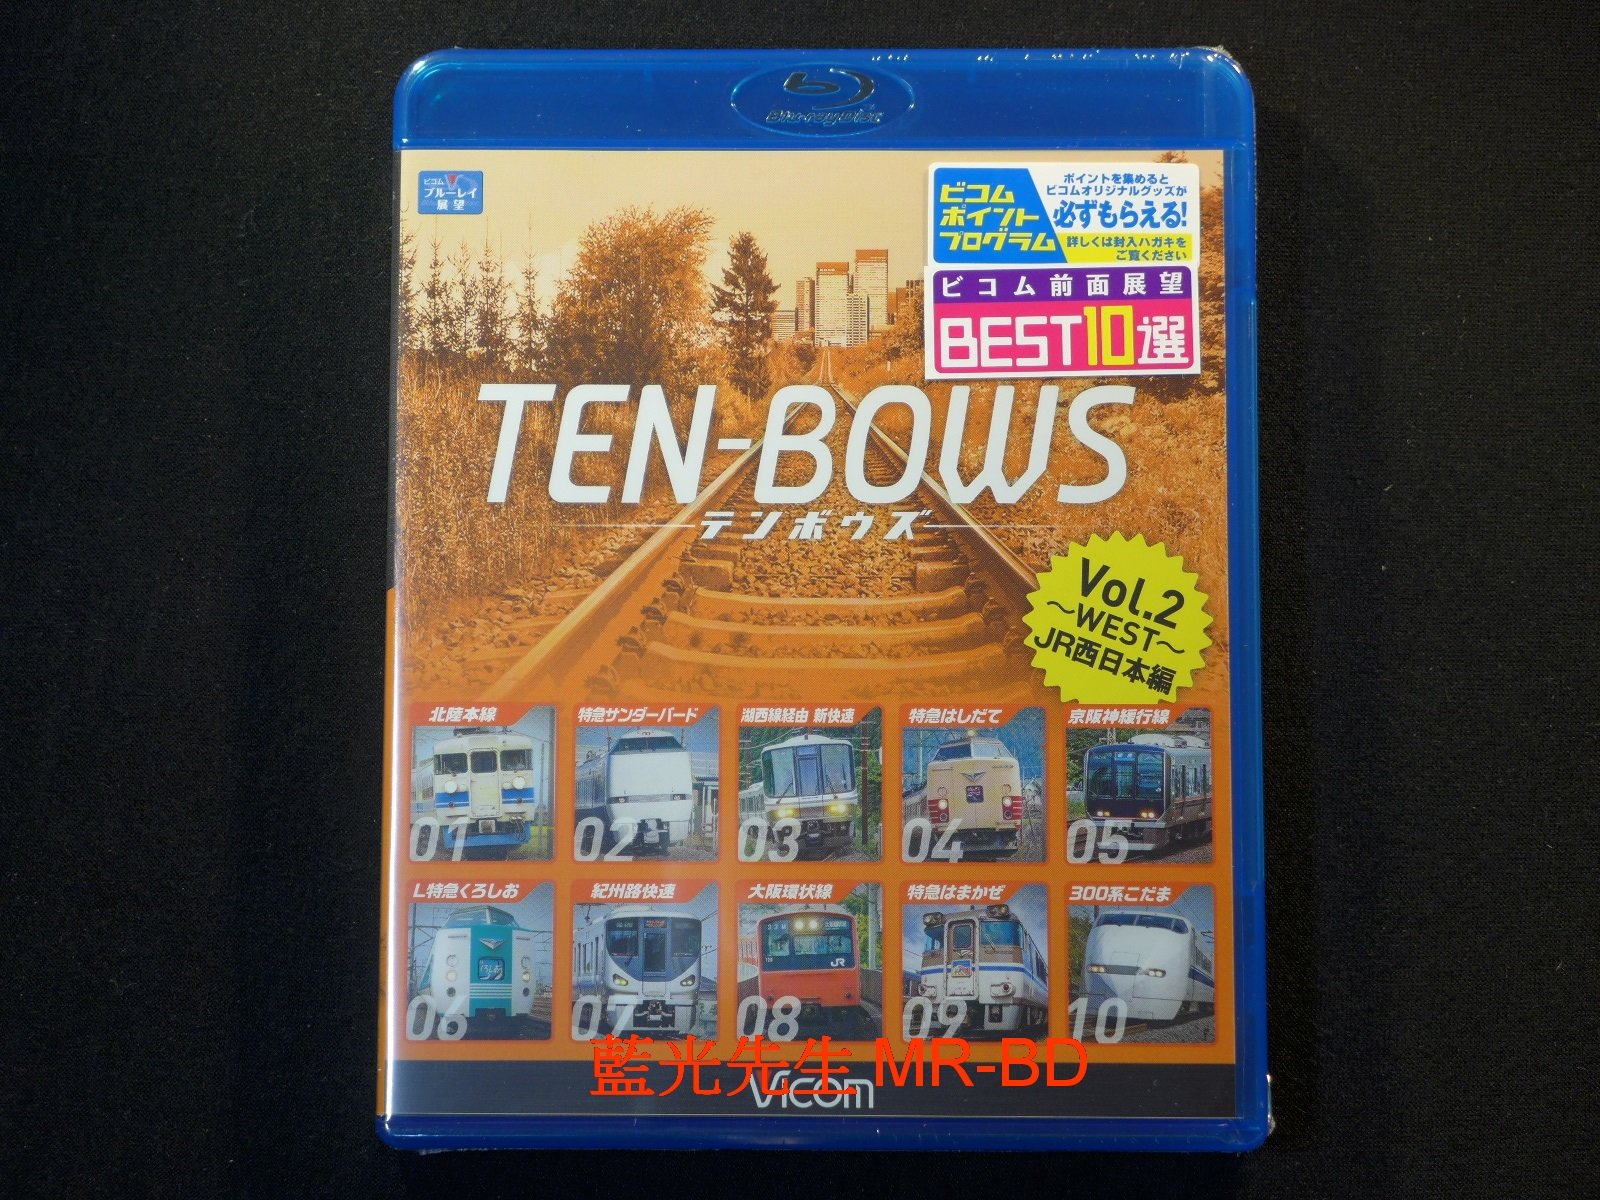 Blu-ray Disc
ビコム
ブルーレイ
展望
ビコム
ポイント
プログラム
ポイントを集めると
ビコムオリジナルグッズが
必ずもらえる!
詳しくは封入ハガキを
ご覧ください
ビコム前面展望
BEST10選
TEN-BOWS
テンボウズ
Vol.2
～WEST～
JR西日本編
北陸本線
01
特急サンダーバード
02
湖西線経由 新快速
03
特急はしだて
04
京阪神緩行線
05
L特急くろしお
06
紀州路快速
07
大阪環状線
JR
08
特急はまかぜ
09
300系こだま
10
藍光先生 MR-BD
Vicom